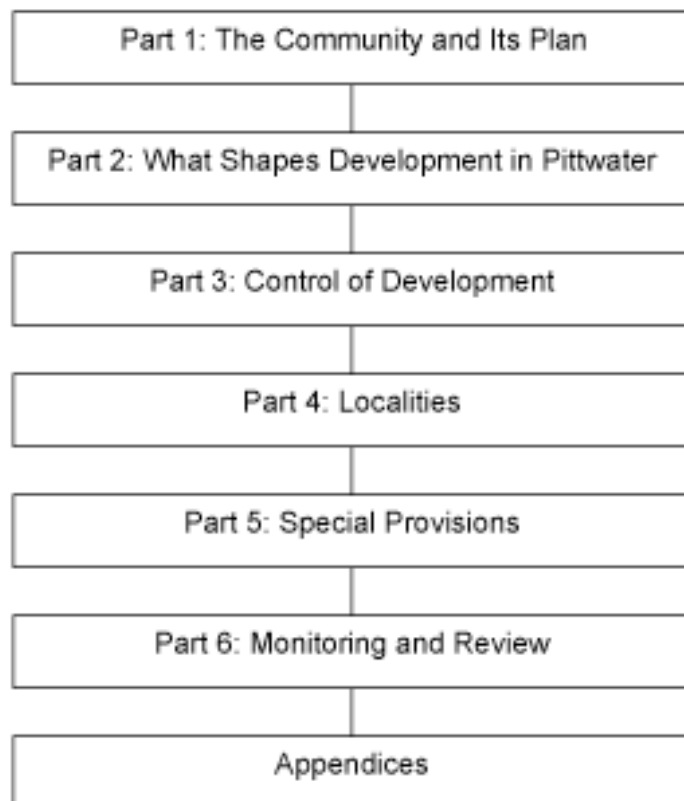 Part 1: The Community and Its Plan
Part 2: What Shapes Development in Pittwater
Part 3: Control of Development
Part 4: Localities
Part 5: Special Provisions
Part 6: Monitoring and Review
Appendices